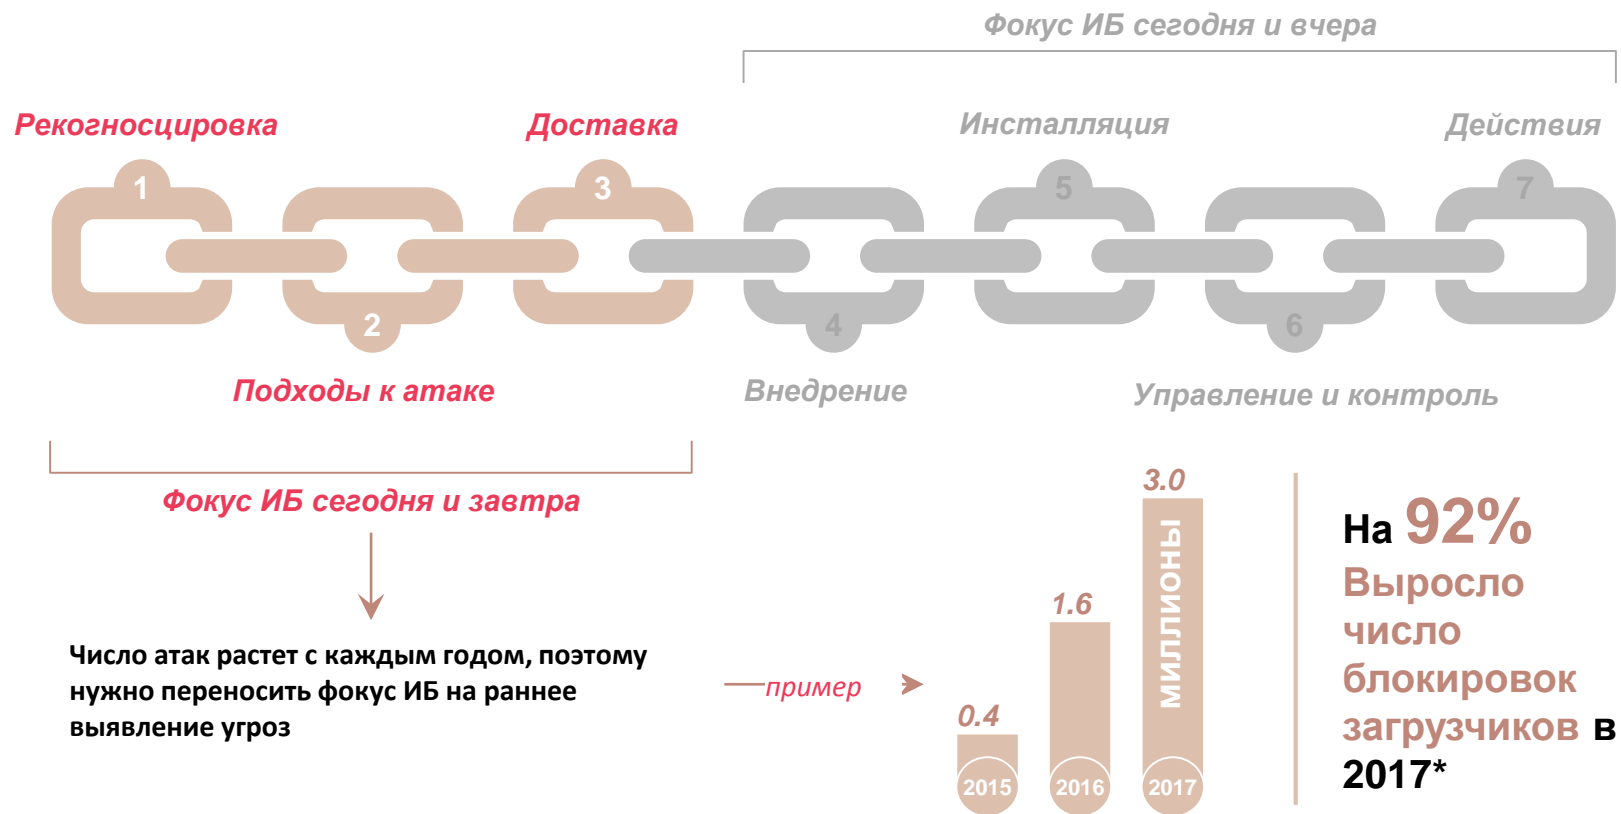 Фокус ИБ сегодня и вчера
Рекогносцировка
Доставка
Инсталляция
Действия
1
3
5
7
2
4
6
Подходы к атаке
Внедрение
Управление и контроль
Фокус ИБ сегодня и завтра
Число атак растет с каждым годом, поэтому
нужно переносить фокус ИБ на раннее
выявление угроз
пример
0.4
1.6
3.0
миллионы
2015
2016
2017
На 92%
Выросло
число
блокировок
загрузчиков в
2017*